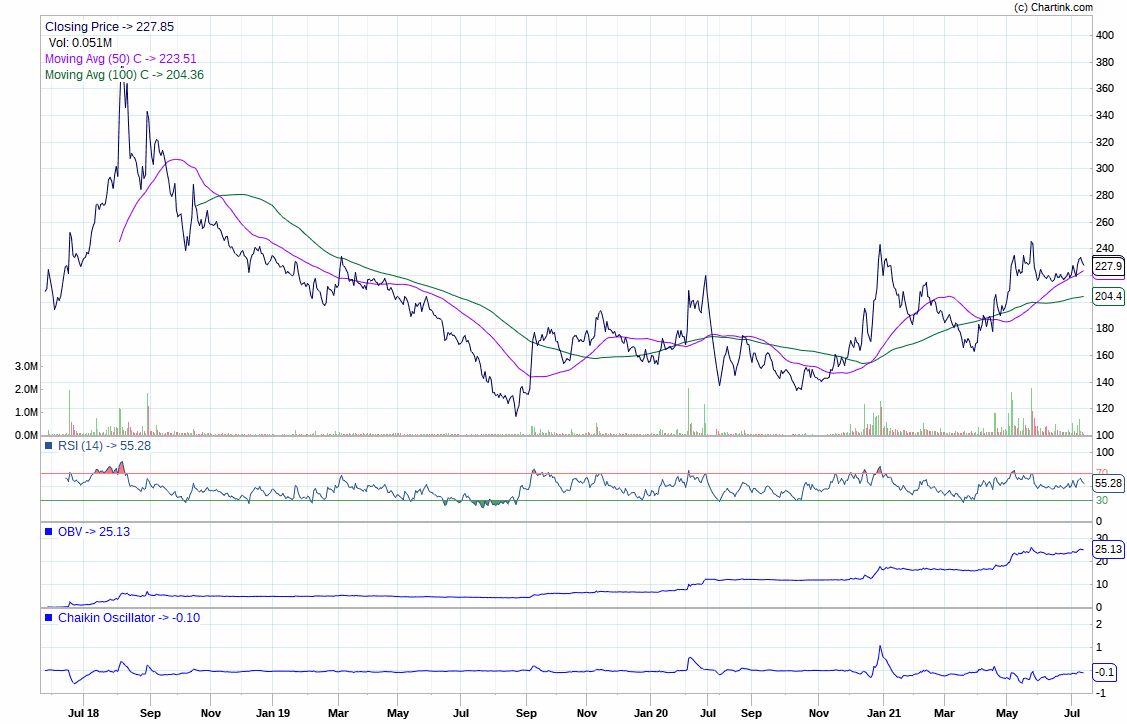 (c) Chartink.com
Closing Price -> 227.85
Vol: 0.051M
Moving Avg (50) C -> 223.51
Moving Avg (100) C -> 204.36
400
380
360
340
320
300
280
260
240
227.9
204.4
180
160
140
120
100
3.0M
2.0M
1.0M
0.0M
RSI (14) -> 55.28
100
70
55.28
30
0
OBV -> 25.13
30
25.13
20
10
0
Chaikin Oscillator -> -0.10
2
1
-0.1
-1
Jul 18 Sep Nov Jan 19 Mar May Jul Sep Nov Jan 20 Jul Sep Nov Jan 21 Mar May Jul